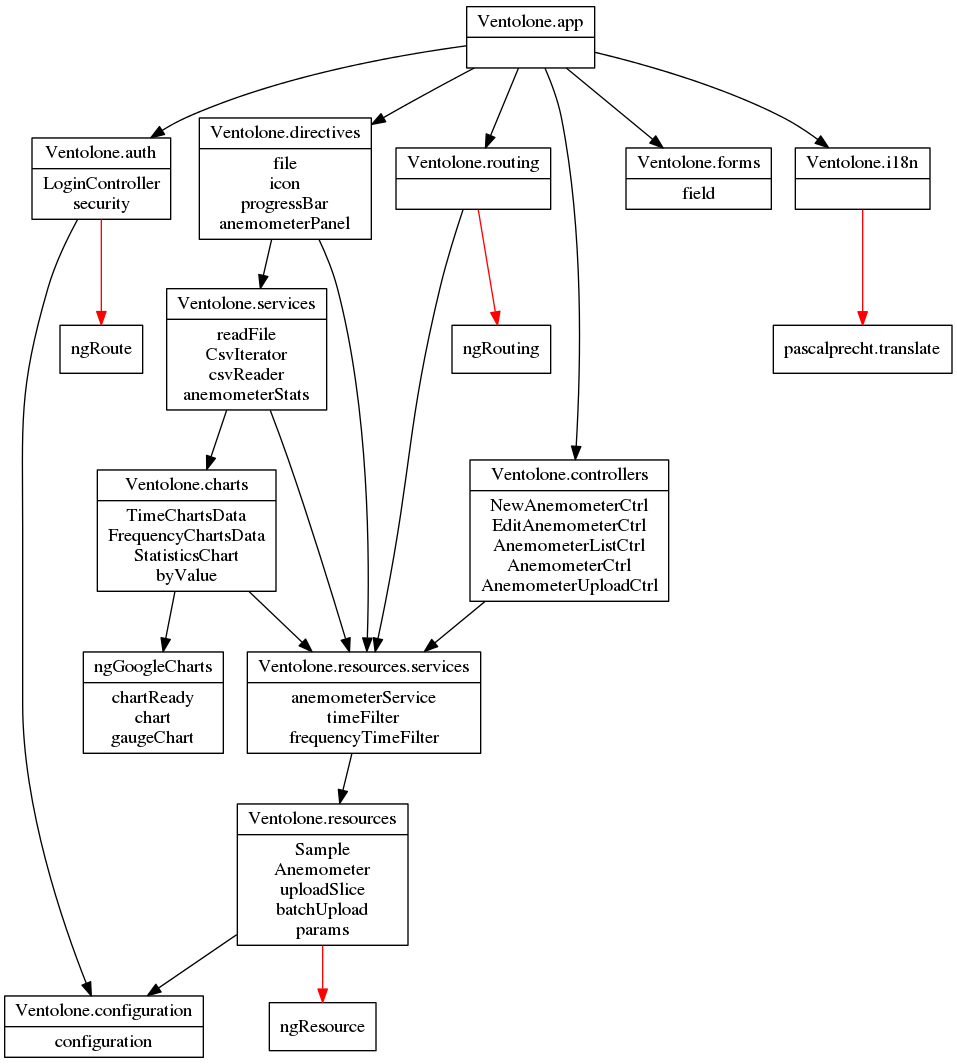 Ventolone.app
Ventolone.auth
LoginController
security
Ventolone.directives
file
icon
progressBar
anemometerPanel
Ventolone.routing
Ventolone.forms
field
Ventolone.i18n
Ventolone.services
readFile
CsvIterator
csvReader
anemometerStats
ngRoute
ngRouting
pascalprecht.translate
Ventolone.charts
TimeChartsData
FrequencyChartsData
StatisticsChart
byValue
Ventolone.controllers
NewAnemometerCtrl
EditAnemometerCtrl
AnemometerListCtrl
AnemometerCtrl
AnemometerUploadCtrl
ngGoogleCharts
chartReady
chart
gaugeChart
Ventolone.resources.services
anemometerService
timeFilter
frequencyTimeFilter
Ventolone.resources
Sample
Anemometer
uploadSlice
batchUpload
params
Ventolone.configuration
configuration
ngResource